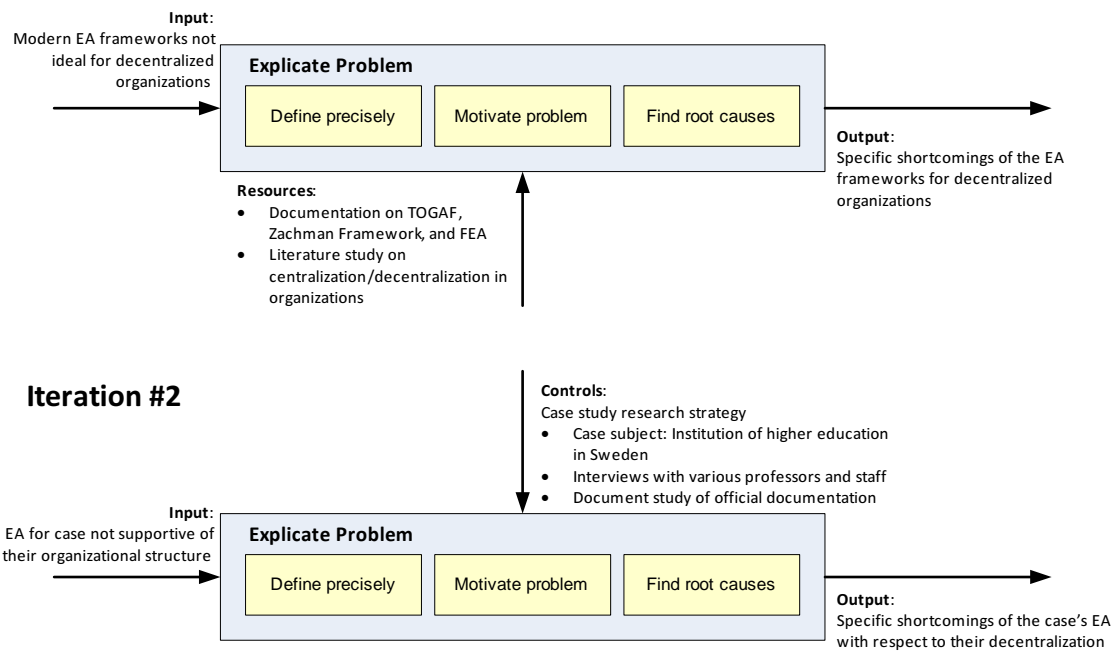 Input:
Modern EA frameworks not
ideal for decentralized
organizations
Explicate Problem
Define precisely
Motivate problem
Find root causes
Output:
Specific shortcomings of the EA
frameworks for decentralized
organizations
Resources:
• Documentation on TOGAF,
Zachman Framework, and FEA
• Literature study on
centralization/decentralization in
organizations
Iteration #2
Controls:
Case study research strategy
• Case subject: Institution of higher education
in Sweden
• Interviews with various professors and staff
• Document study of official documentation
Input:
EA for case not supportive of
their organizational structure
Explicate Problem
Define precisely
Motivate problem
Find root causes
Output:
Specific shortcomings of the case's EA
with respect to their decentralization